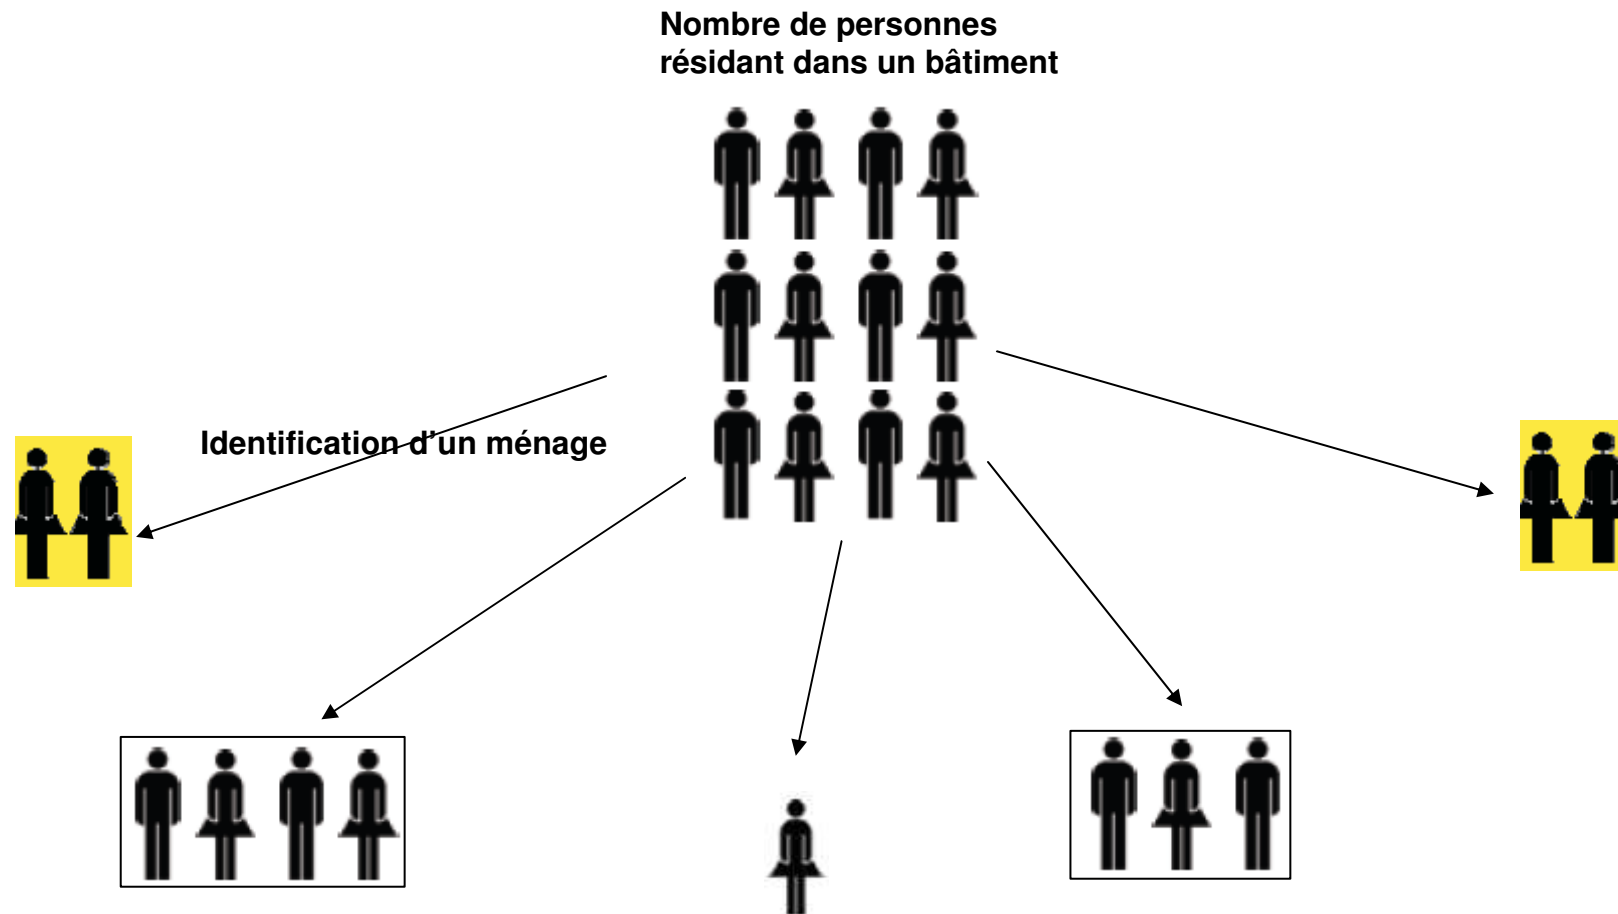 Nombre de personnes
résidant dans un bâtiment
Identification d'un ménage